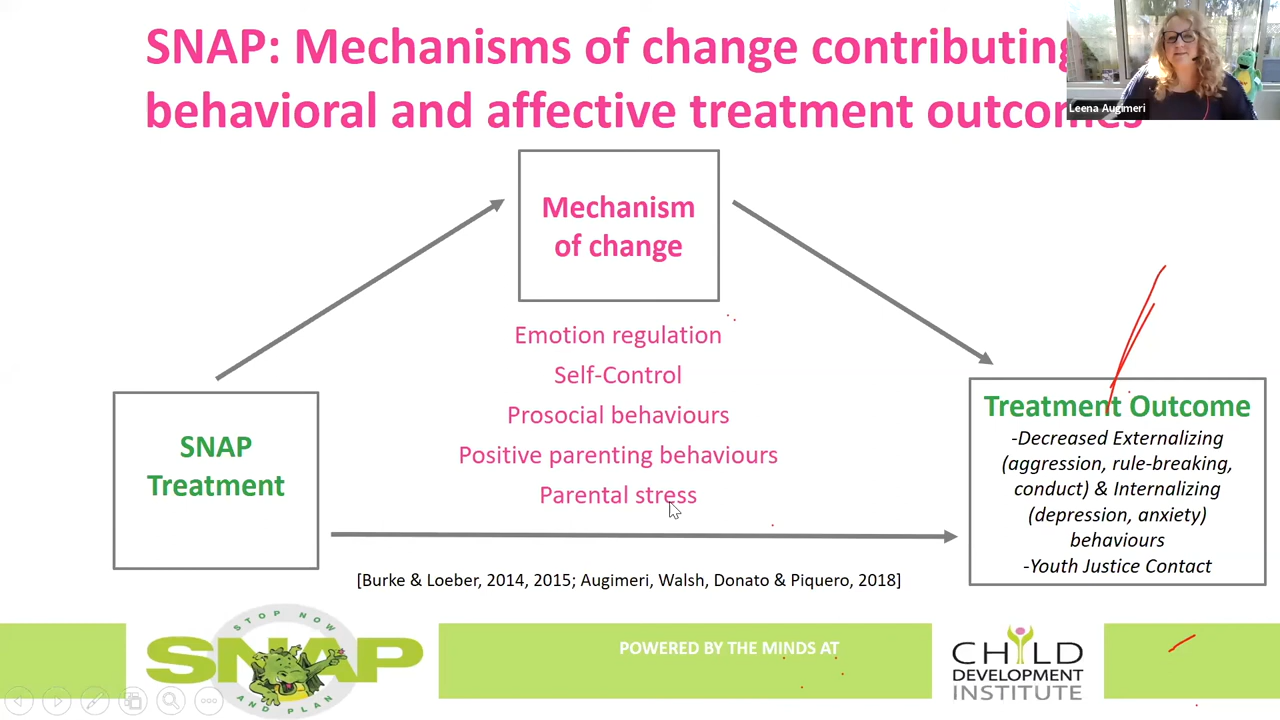 SNAP: Mechanisms of change contributing
behavioral and affective treatment outcomes
Leena Augimeri
Mechanism
of change
Emotion regulation
Self-Control
Prosocial behaviours
Positive parenting behaviours
Parental stress
SNAP
Treatment
Treatment Outcome
-Decreased Externalizing
(aggression, rule-breaking,
conduct) & Internalizing
(depression, anxiety)
behaviours
-Youth Justice Contact
[Burke & Loeber, 2014, 2015; Augimeri, Walsh, Donato & Piquero, 2018]
STOP NOW
SNAP
AND PLAN
POWERED BY THE MINDS AT
CHILD
DEVELOPMENT
INSTITUTE